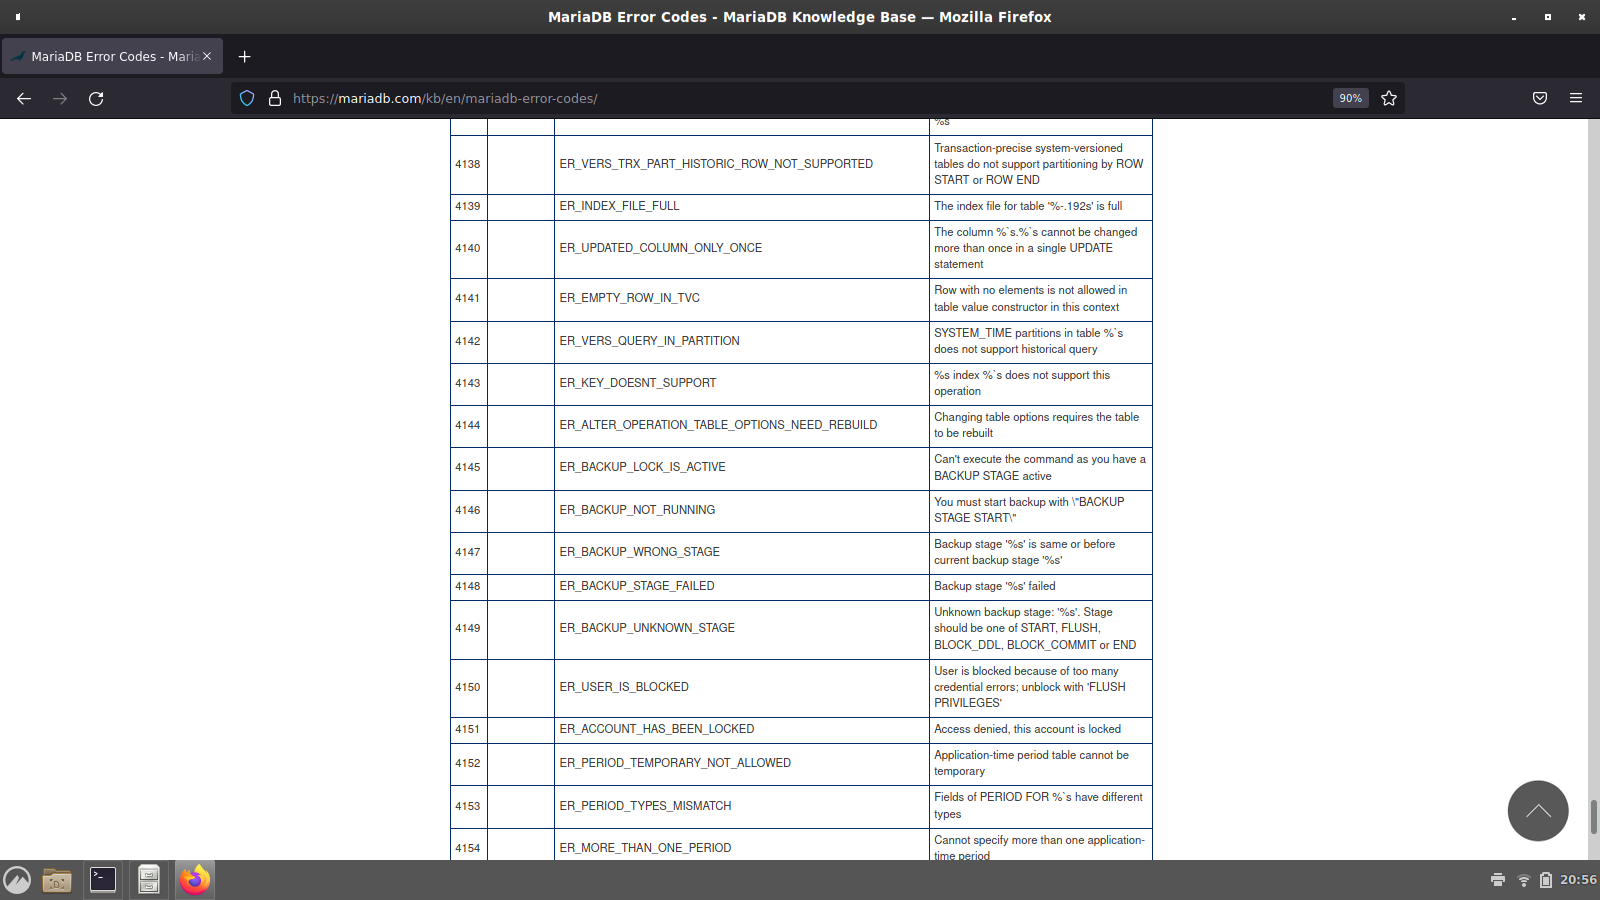 MariaDB Error Codes - MariaDB Knowledge Base — Mozilla Firefox
MariaDB Error Codes - Maria
https://mariadb.com/kb/en/mariadb-error-codes/
90%
%s
4138 ER_VERS_TRX_PART_HISTORIC_ROW_NOT_SUPPORTED Transaction-precise system-versioned
tables do not support partitioning by ROW
START or ROW END
4139 ER_INDEX_FILE_FULL The index file for table '%-.192s' is full
4140 ER_UPDATED_COLUMN_ONLY_ONCE The column %`s.%`s cannot be changed
more than once in a single UPDATE
statement
4141 ER_EMPTY_ROW_IN_TVC Row with no elements is not allowed in
table value constructor in this context
4142 ER_VERS_QUERY_IN_PARTITION SYSTEM_TIME partitions in table %`s
does not support historical query
4143 ER_KEY_DOESNT_SUPPORT %s index %`s does not support this
operation
4144 ER_ALTER_OPERATION_TABLE_OPTIONS_NEED_REBUILD Changing table options requires the table
to be rebuilt
4145 ER_BACKUP_LOCK_IS_ACTIVE Can't execute the command as you have a
BACKUP STAGE active
4146 ER_BACKUP_NOT_RUNNING You must start backup with \"BACKUP
STAGE START\"
4147 ER_BACKUP_WRONG_STAGE Backup stage '%s' is same or before
current backup stage '%s'
4148 ER_BACKUP_STAGE_FAILED Backup stage '%s' failed
4149 ER_BACKUP_UNKNOWN_STAGE Unknown backup stage: '%s'. Stage
should be one of START, FLUSH,
BLOCK_DDL, BLOCK_COMMIT or END
4150 ER_USER_IS_BLOCKED User is blocked because of too many
credential errors; unblock with 'FLUSH
PRIVILEGES'
4151 ER_ACCOUNT_HAS_BEEN_LOCKED Access denied, this account is locked
4152 ER_PERIOD_TEMPORARY_NOT_ALLOWED Application-time period table cannot be
temporary
4153 ER_PERIOD_TYPES_MISMATCH Fields of PERIOD FOR %`s have different
types
4154 ER_MORE_THAN_ONE_PERIOD Cannot specify more than one application-
time period
20:56